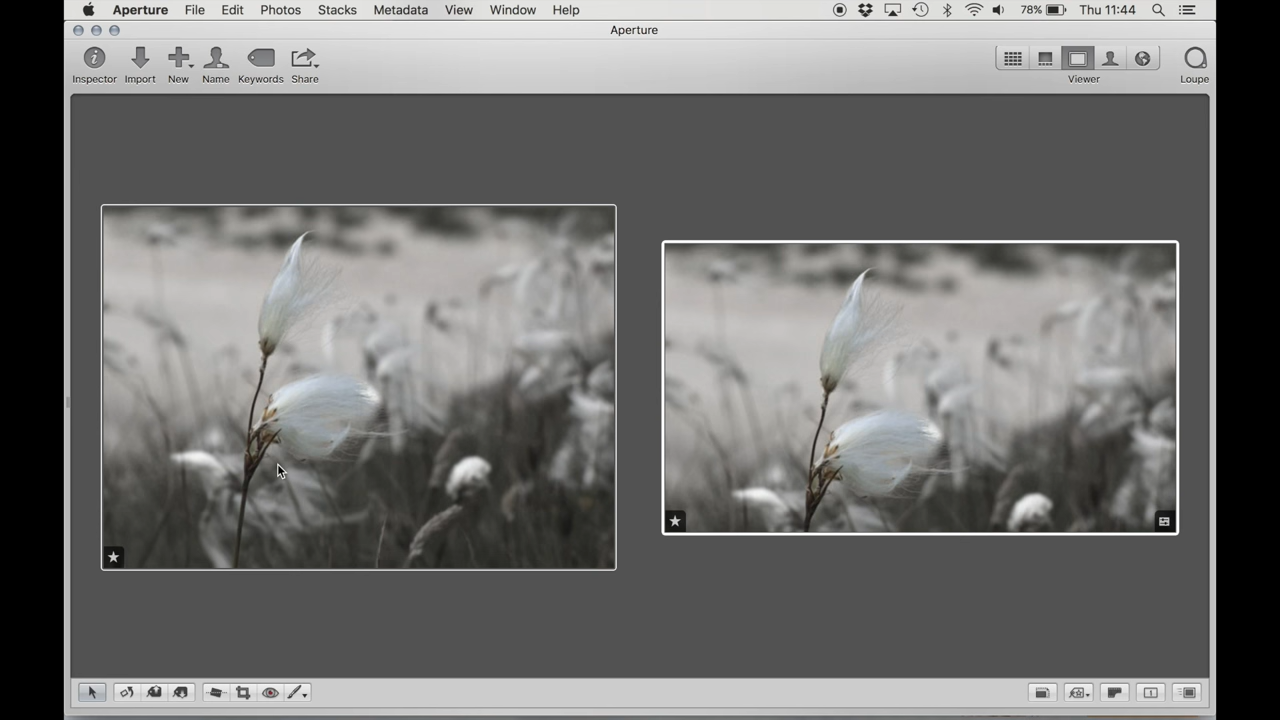 Aperture File Edit Photos Stacks Metadata View Window Help 78% Thu 11:44
Aperture
Inspector Import New Name Keywords Share Viewer Loupe
1